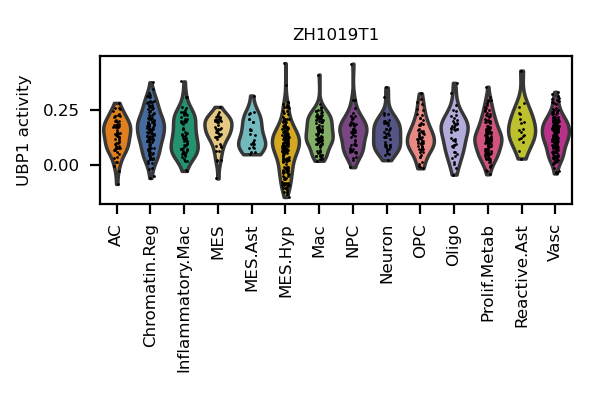 ZH1019T1
UBP1 activity
0.25
0.00
AC
Chromatin.Reg
Inflammatory.Mac
MES
MES.Ast
MES.Hyp
Mac
NPC
Neuron
OPC
Oligo
Prolif.Metab
Reactive.Ast
Vasc